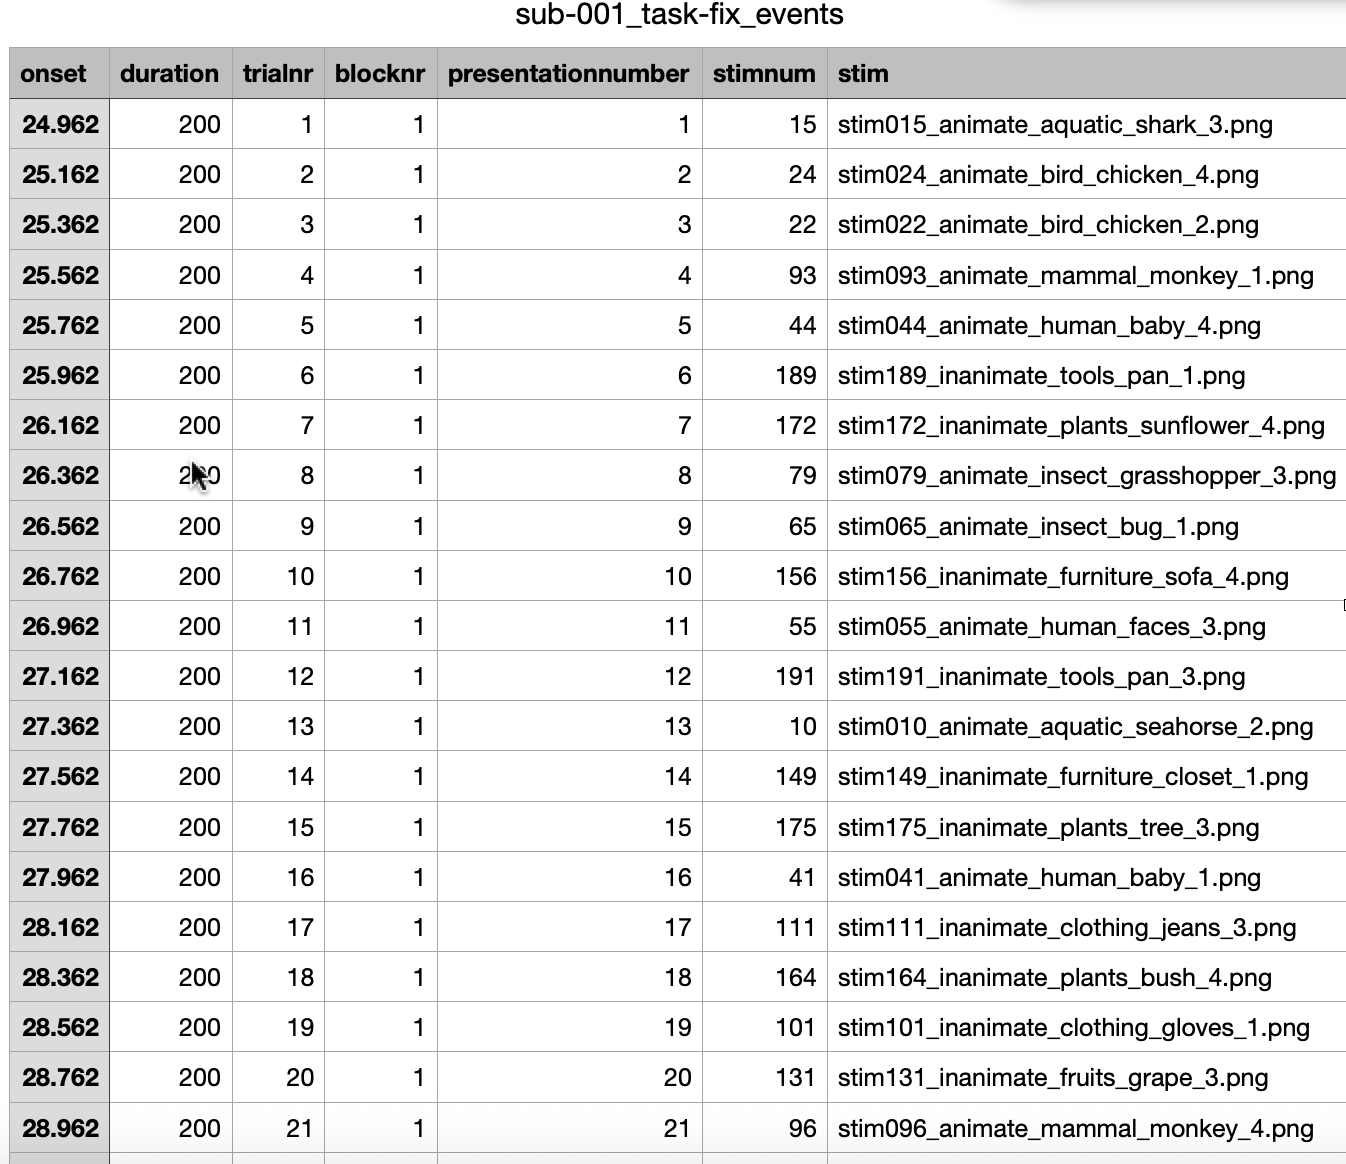 sub-001_task-fix_events
onset duration trialnr blocknr presentationnumber stimnum stim
24.962 200 1 1 1 15 stim015_animate_aquatic_shark_3.png
25.162 200 2 1 2 24 stim024_animate_bird_chicken_4.png
25.362 200 3 1 3 22 stim022_animate_bird_chicken_2.png
25.562 200 4 1 4 93 stim093_animate_mammal_monkey_1.png
25.762 200 5 1 5 44 stim044_animate_human_baby_4.png
25.962 200 6 1 6 189 stim189_inanimate_tools_pan_1.png
26.162 200 7 1 7 172 stim172_inanimate_plants_sunflower_4.png
26.362 8 1 8 79 stim079_animate_insect_grasshopper_3.png
26.562 200 9 1 9 65 stim065_animate_insect_bug_1.png
26.762 200 10 1 10 156 stim156_inanimate_furniture_sofa_4.png
26.962 200 11 1 11 55 stim055_animate_human_faces_3.png
27.162 200 12 1 12 191 stim191_inanimate_tools_pan_3.png
27.362 200 13 1 13 10 stim010_animate_aquatic_seahorse_2.png
27.562 200 14 1 14 149 stim149_inanimate_furniture_closet_1.png
27.762 200 15 1 15 175 stim175_inanimate_plants_tree_3.png
27.962 200 16 1 16 41 stim041_animate_human_baby_1.png
28.162 200 17 1 17 111 stim111_inanimate_clothing_jeans_3.png
28.362 200 18 1 18 164 stim164_inanimate_plants_bush_4.png
28.562 200 19 1 19 101 stim101_inanimate_clothing_gloves_1.png
28.762 200 20 1 20 131 stim131_inanimate_fruits_grape_3.png
28.962 200 21 1 21 96 stim096_animate_mammal_monkey_4.png